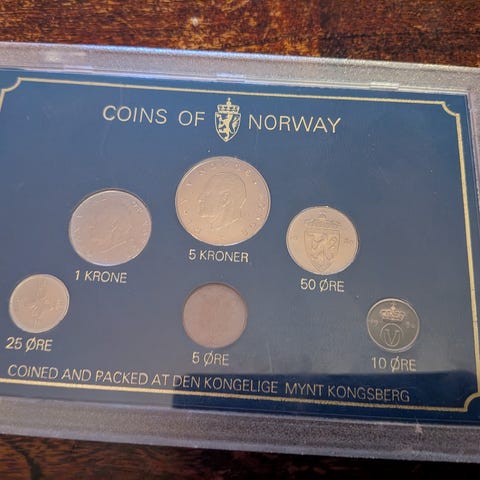 COINS OF NORWAY
5 KRONER
1 KRONE
50 ØRE
25 ØRE
5 ØRE
10 ØRE
COINED AND PACKED AT DEN KONGELIGE MYNT KONGSBERG